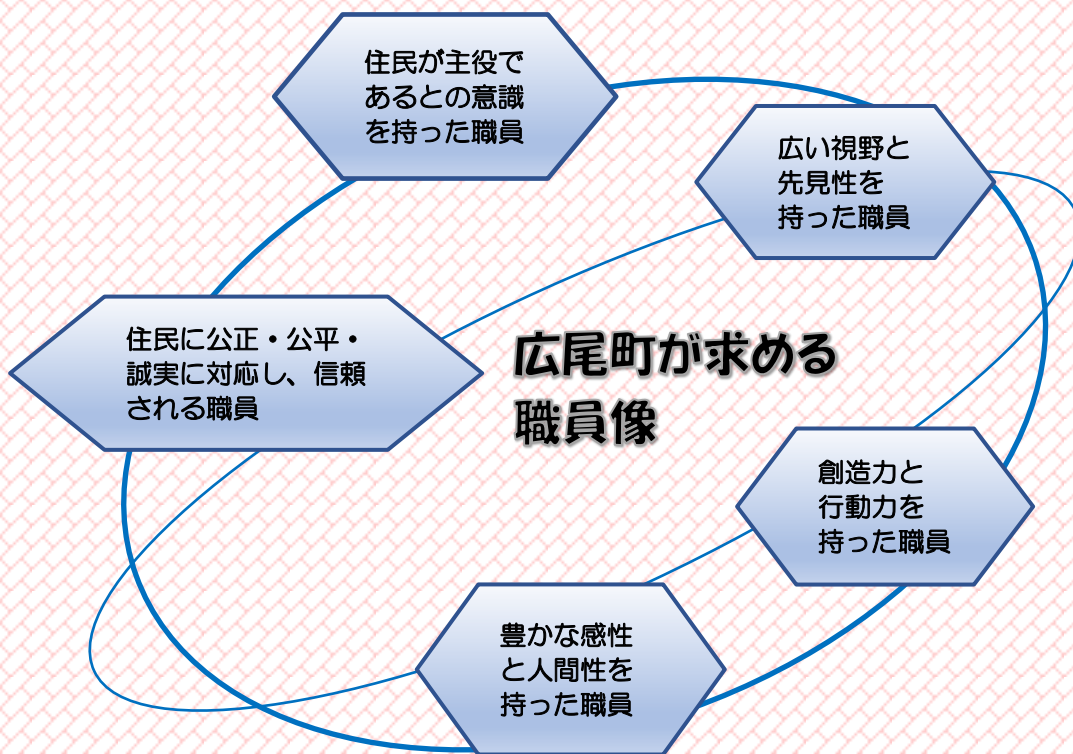 住民が主役で
あるとの意識
を持った職員
広い視野と
先見性を
持った職員
住民に公正・公平・
誠実に対応し、信頼
される職員
広尾町が求める
職員像
創造力と
行動力を
持った職員
豊かな感性
と人間性を
持った職員